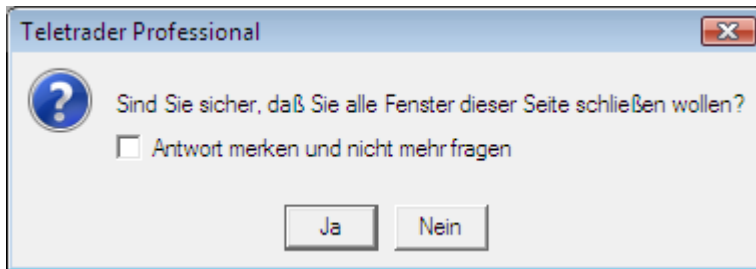 Teletrader Professional
Sind Sie sicher, daß Sie alle Fenster dieser Seite schließen wollen?
Antwort merken und nicht mehr fragen
Ja Nein